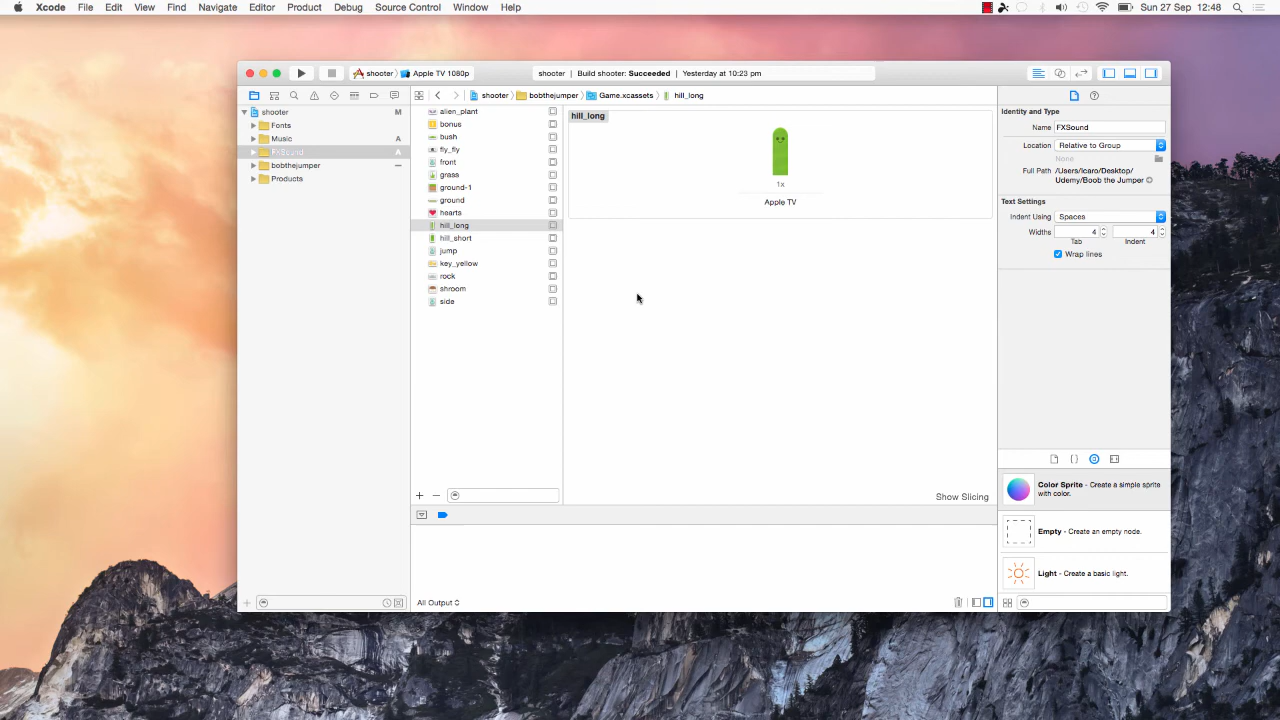 Xcode File Edit View Find Navigate Editor Product Debug Source Control Window Help Sun 27 Sep 12:48
shooter Apple TV 1080p shooter | Build shooter: Succeeded | Yesterday at 10:23 pm
shooter bobthejumper Game.xcassets hill_long
shooter M
Fonts
Music A
FXSound A
bobthejumper
Products
alien_plant
bonus
bush
fly_fly
front
grass
ground-1
ground
hearts
hill_long
hill_short
jump
key_yellow
rock
shroom
side
hill_long
1x
Apple TV
Show Slicing
All Output
Identity and Type
Name FXSound
Location Relative to Group
None
Full Path /Users/Icaro/Desktop/
Udemy/Boob the Jumper
Text Settings
Indent Using Spaces
Widths 4 4
Tab Indent
Wrap lines
Color Sprite - Create a simple sprite
with color.
Empty - Create an empty node.
Light - Create a basic light.